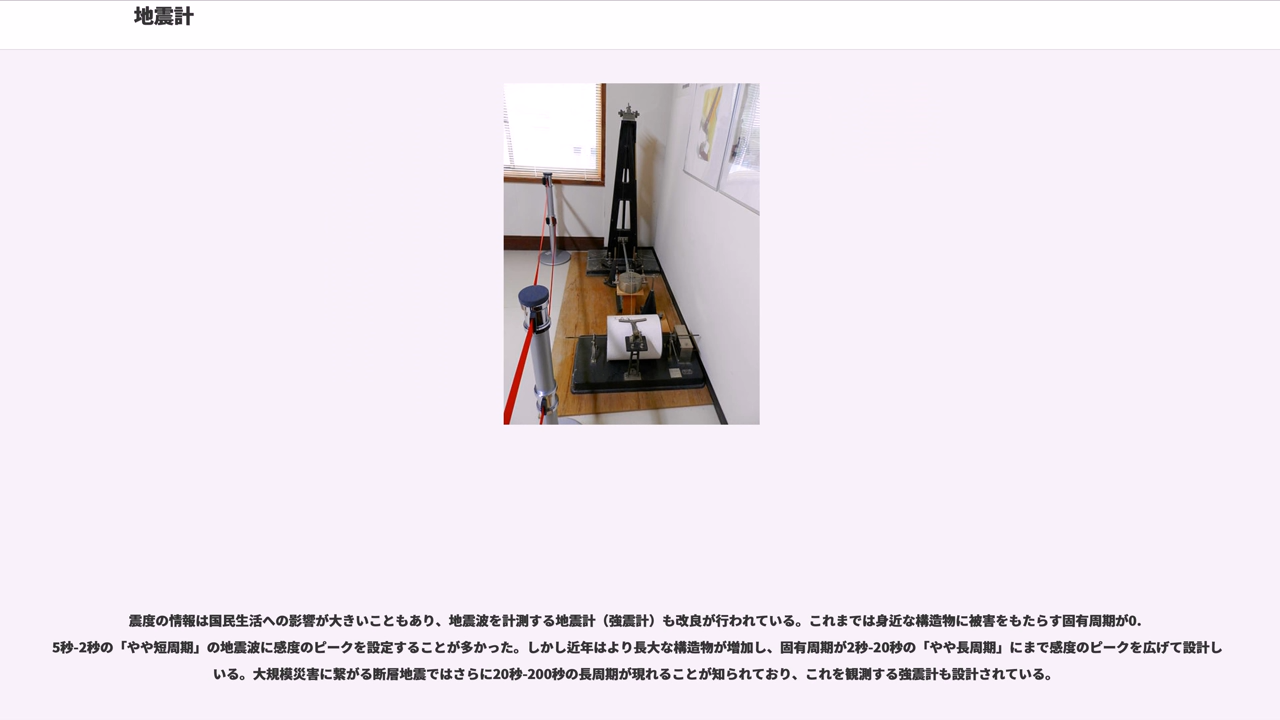 地震計
震度の情報は国民生活への影響が大きいこともあり、地震波を計測する地震計（強震計）も改良が行われている。これまでは身近な構造物に被害をもたらす固有周期が0.
5秒-2秒の「やや短周期」の地震波に感度のピークを設定することが多かった。しかし近年はより長大な構造物が増加し、固有周期が2秒-20秒の「やや長周期」にまで感度のピークを広げて設計し
いる。大規模災害に繋がる断層地震ではさらに20秒-200秒の長周期が現れることが知られており、これを観測する強震計も設計されている。